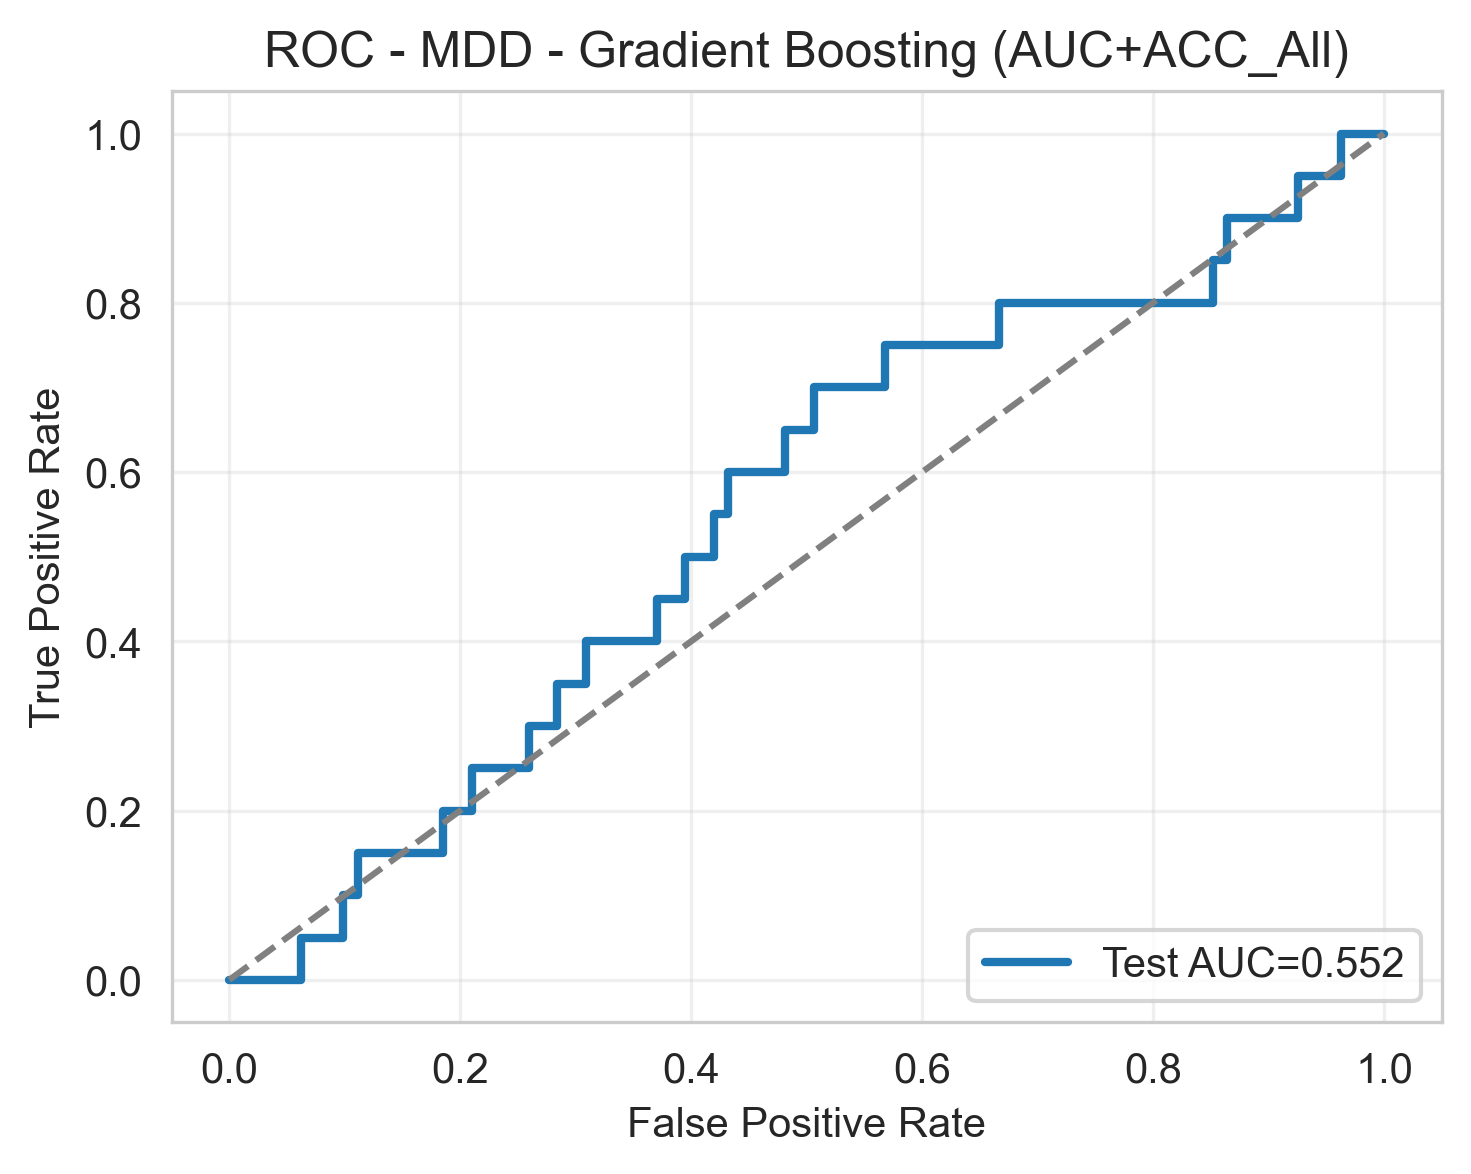 ROC - MDD - Gradient Boosting (AUC+ACC_All)
True Positive Rate
1.0
0.8
0.6
0.4
0.2
0.0
Test AUC=0.552
0.0 0.2 0.4 0.6 0.8 1.0
False Positive Rate